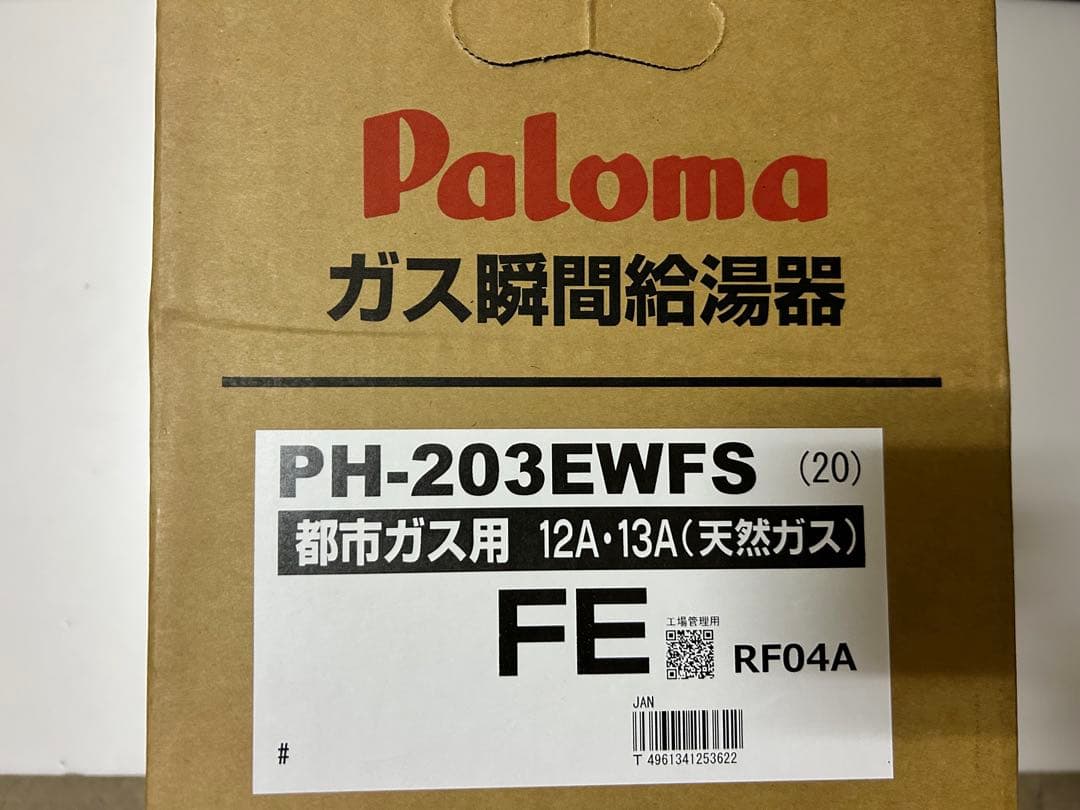 Paloma
ガス瞬間給湯器
PH-203EWFS (20)
都市ガス用 12A・13A(天然ガス)
工場管理用
FE RF04A
JAN
# T 4961341253622